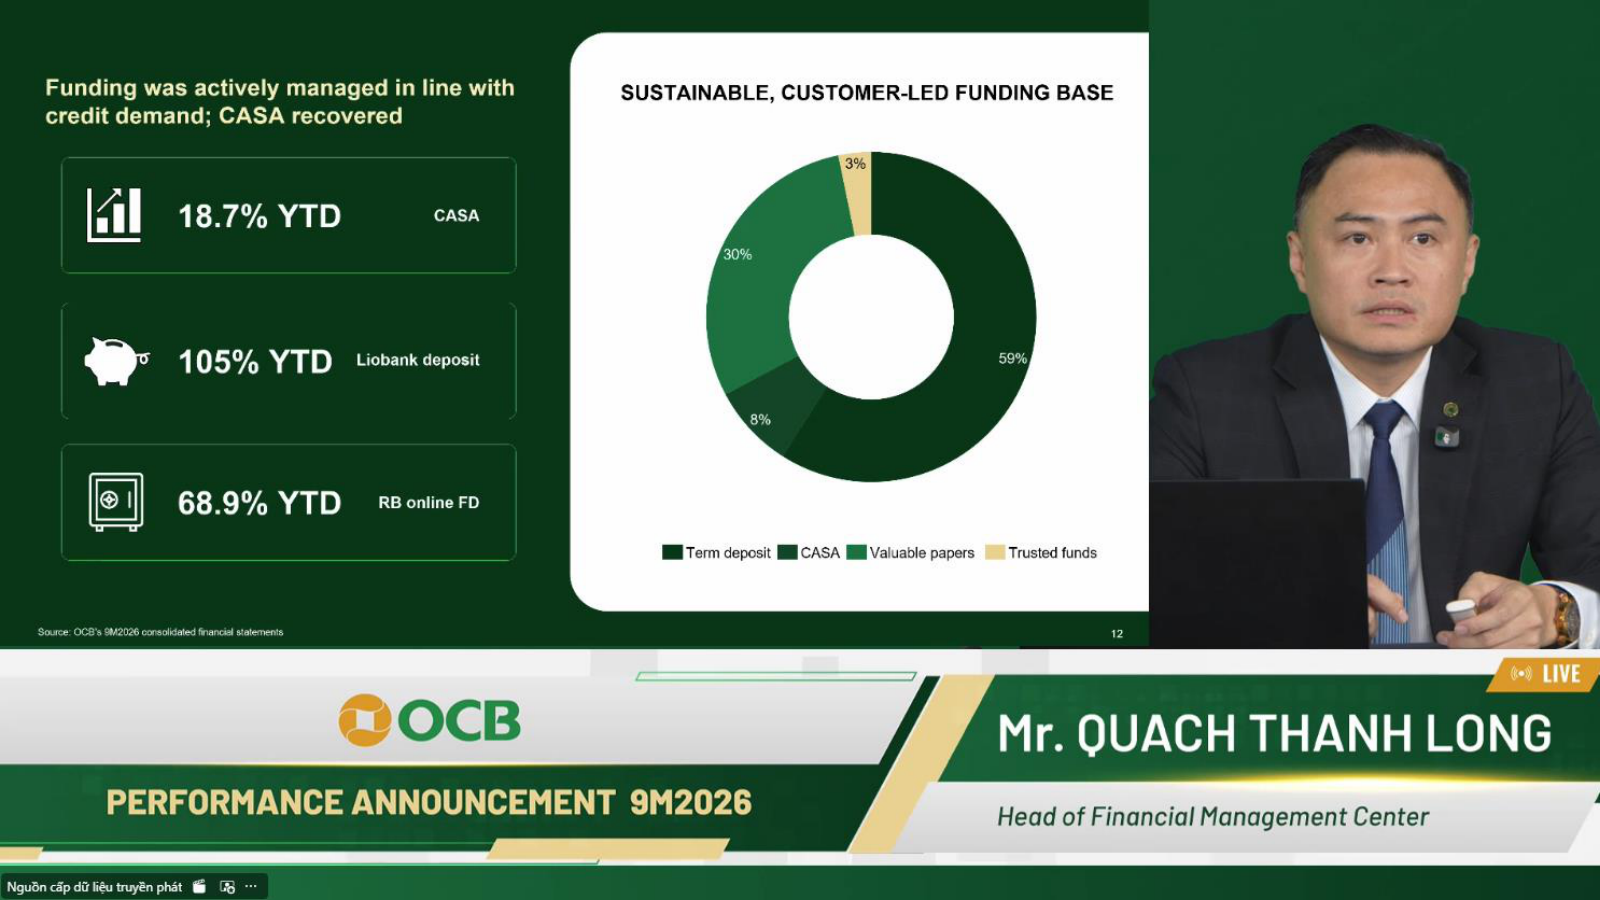 Funding was actively managed in line with
credit demand; CASA recovered
18.7% YTD CASA
105% YTD Liobank deposit
68.9% YTD RB online FD
Source: OCB's 9M2026 consolidated financial statements
SUSTAINABLE, CUSTOMER-LED FUNDING BASE
3%
30%
59%
8%
Term deposit CASA Valuable papers Trusted funds
12
LIVE
OCB
Mr. QUACH THANH LONG
PERFORMANCE ANNOUNCEMENT 9M2026
Head of Financial Management Center
Nguồn cấp dữ liệu truyền phát